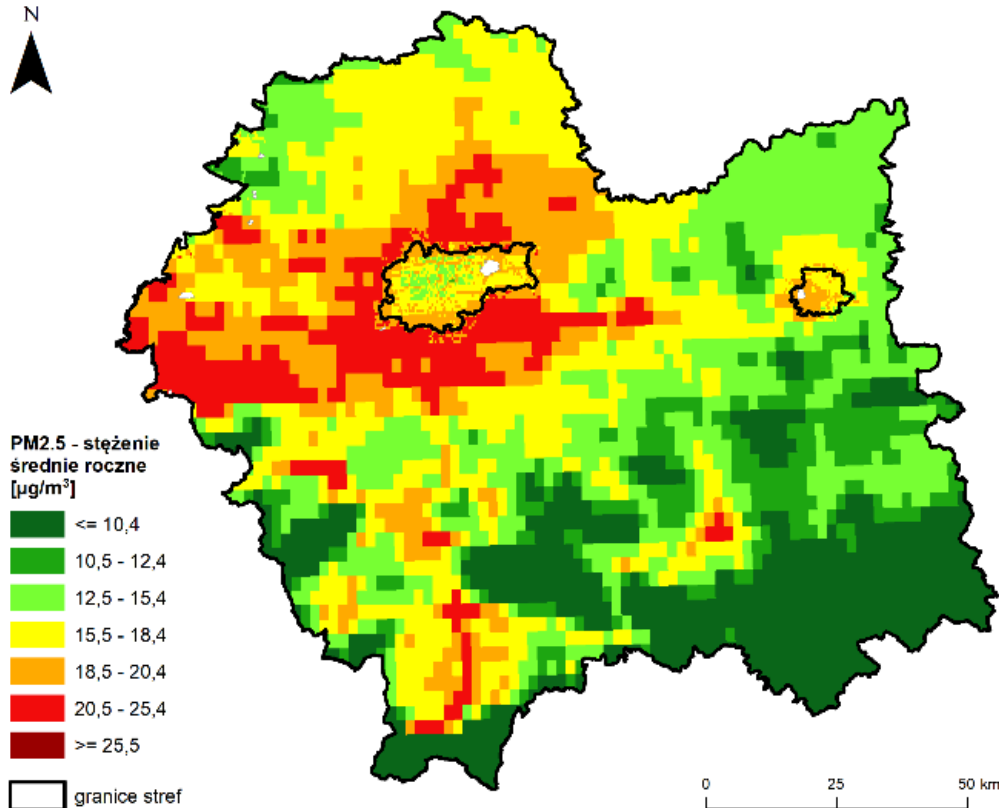 N
PM2.5 - stężenie
średnie roczne
[µg/m³]
<= 10,4
10,5 - 12,4
12,5 - 15,4
15,5 - 18,4
18,5 - 20,4
20,5 - 25,4
>= 25,5
granice stref
0 25 50 km